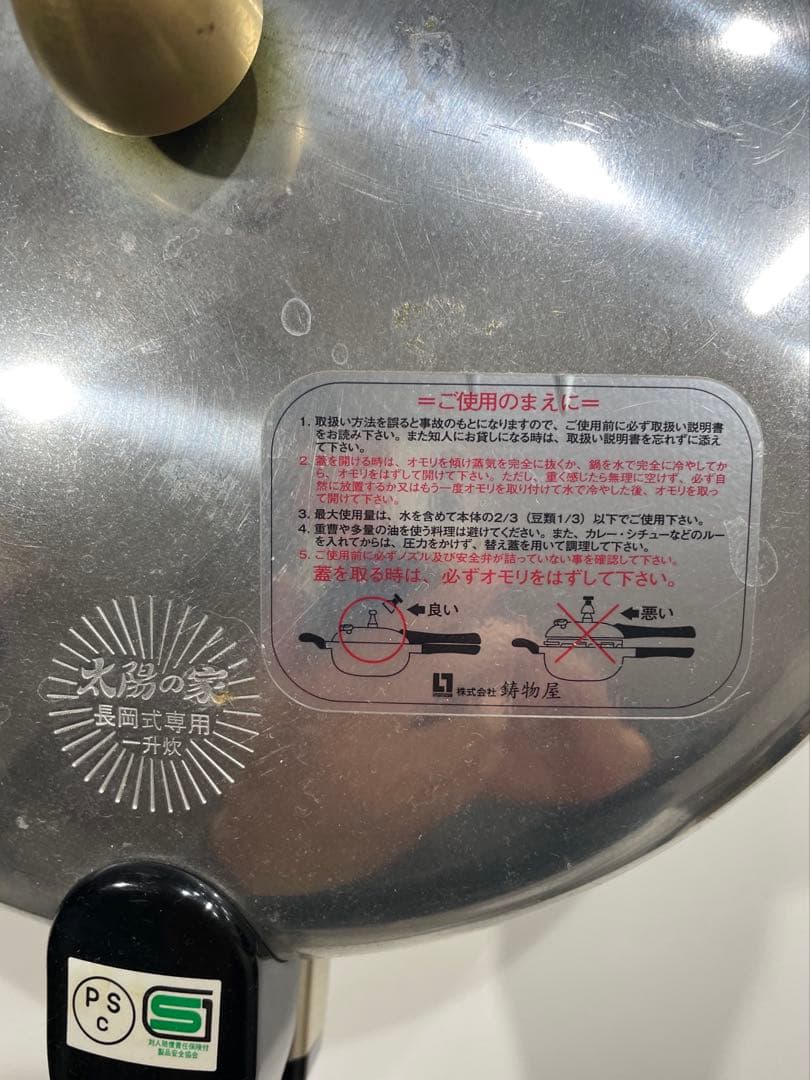 =ご使用のまえに=
1. 取扱い方法を誤ると事故のもとになりますので、ご使用前に必ず取扱い説明書
をお読み下さい。また知人にお貸しになる時は、取扱い説明書を忘れずに添え
て下さい。
2. 蓋を開ける時は、オモリを傾け蒸気を完全に抜くか、鍋を水で完全に冷やしてか
ら、オモリをはずして開けて下さい。ただし、重く感じたら無理に空けず、必ず自
然に放置するか又はもう一度オモリを取り付けて水で冷やした後、オモリを取っ
て開けて下さい。
3. 最大使用量は、水を含めて本体の2/3（豆類1/3）以下でご使用下さい。
4. 重曹や多量の油を使う料理は避けてください。また、カレー・シチューなどのルー
を入れてからは、圧力をかけず、替え蓋を用いて調理して下さい。
5. ご使用前に必ずノズル及び安全弁が詰っていない事を確認して下さい。
蓋を取る時は、必ずオモリをはずして下さい。
良い
悪い
株式会社 鋳物屋
太陽の家
長岡式専用
一升炊
PS
C
S
対人賠償責任保険付
製品安全協会